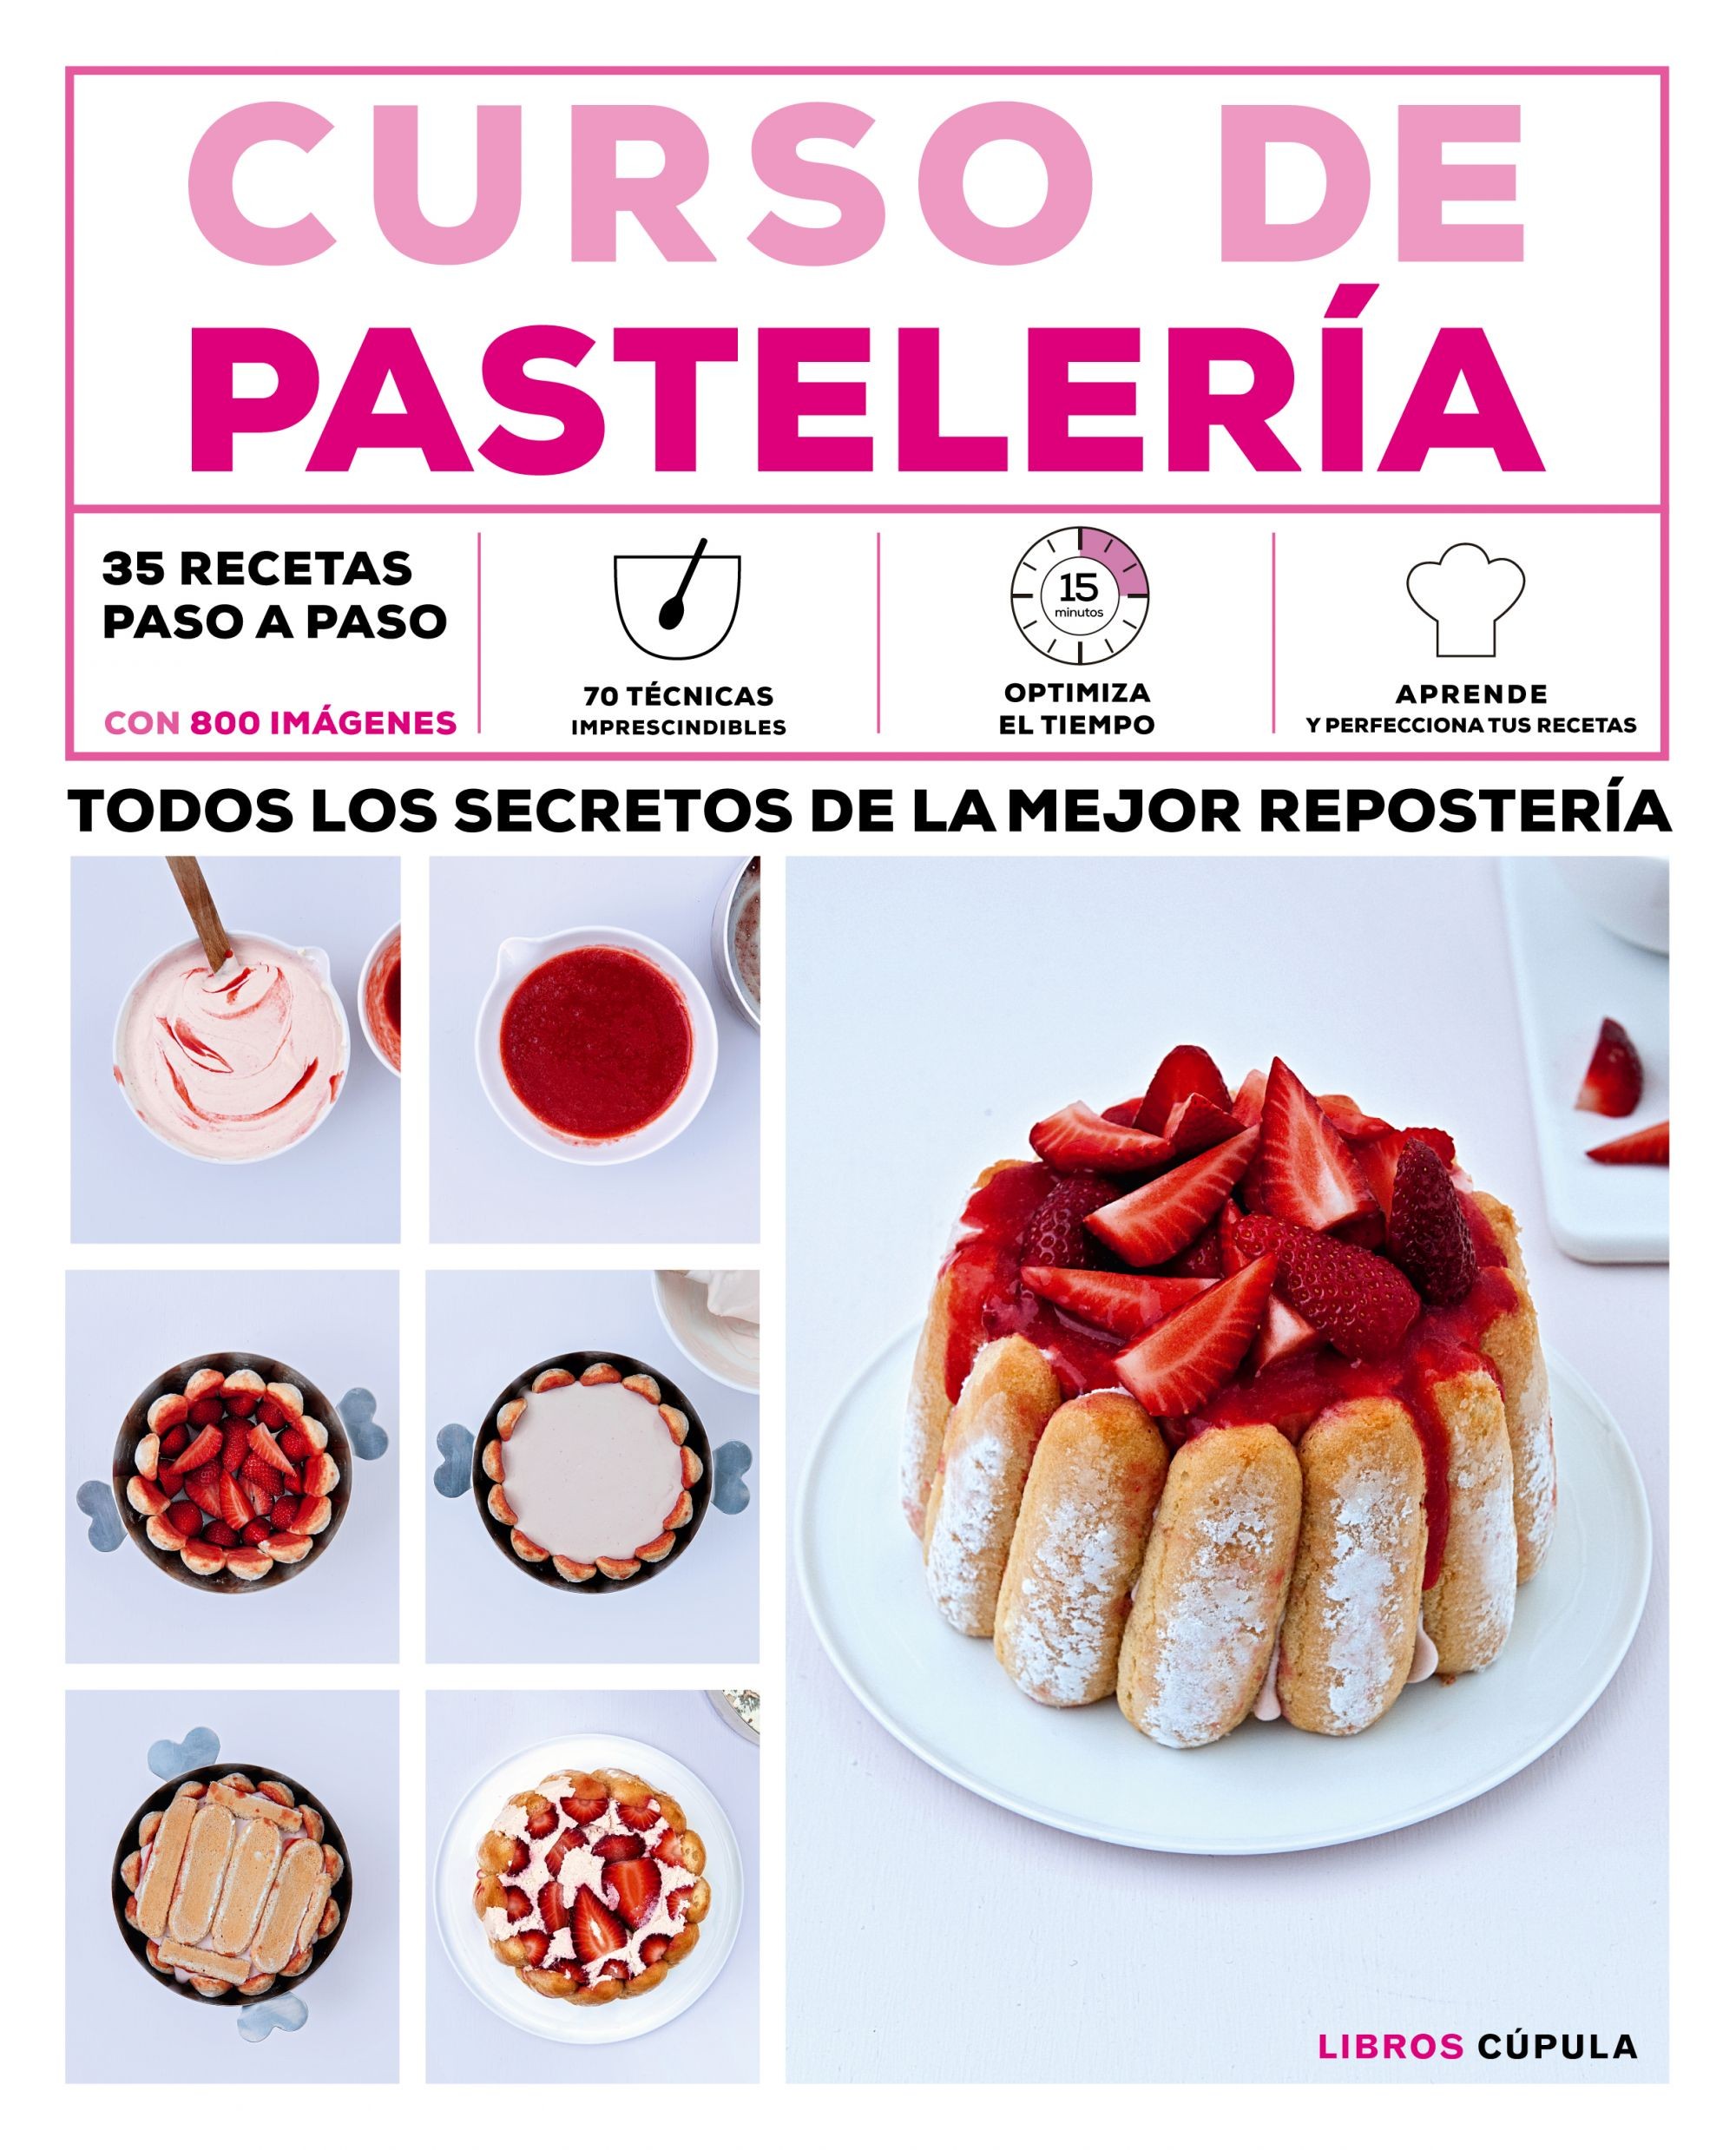 CURSO DE
PASTELERÍA
35 RECETAS
PASO A PASO
CON 800 IMÁGENES
70 TÉCNICAS
IMPRESCINDIBLES
15
minutos
OPTIMIZA
EL TIEMPO
APRENDE
Y PERFECCIONA TUS RECETAS
TODOS LOS SECRETOS DE LA MEJOR REPOSTERÍA
LIBROS CÚPULA